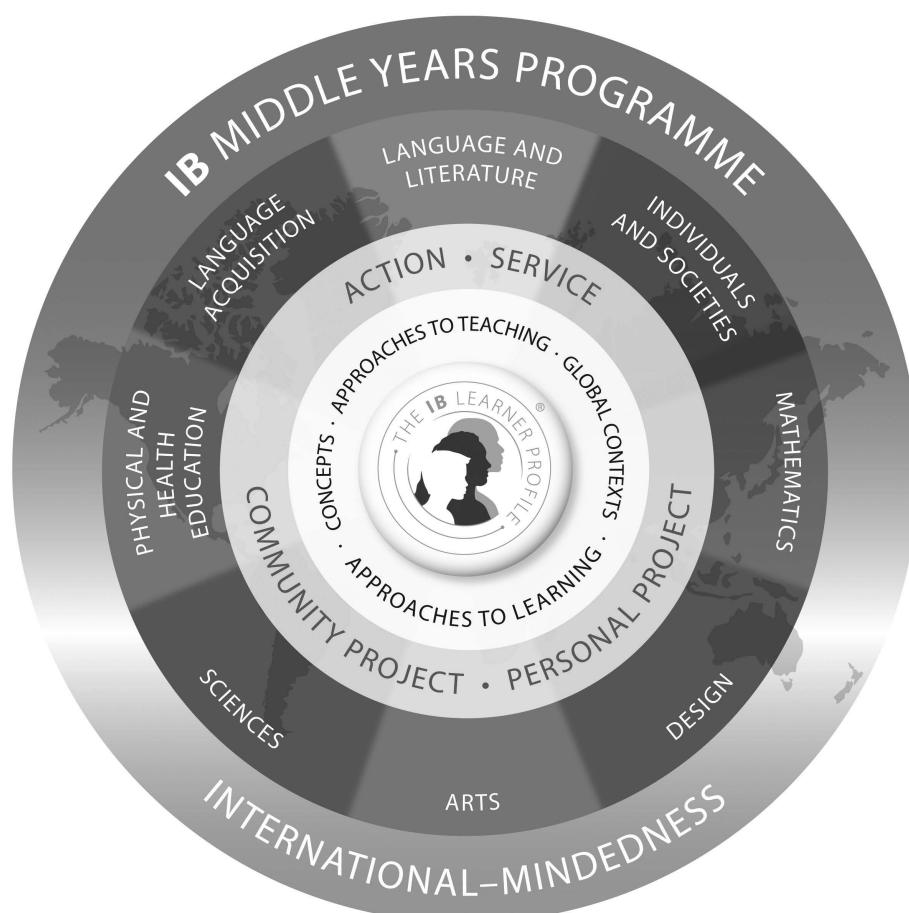 IB MIDDLE YEARS PROGRAMME
LANGUAGE AND
LITERATURE
INDIVIDUALS
AND SOCIETIES
MATHEMATICS
DESIGN
ARTS
SCIENCES
PHYSICAL AND
HEALTH
EDUCATION
LANGUAGE
ACQUISITION
ACTION • SERVICE
PERSONAL PROJECT •
COMMUNITY PROJECT
APPROACHES TO TEACHING ·
GLOBAL CONTEXTS ·
APPROACHES TO LEARNING ·
CONCEPTS ·
• THE IB LEARNER PROFILE •
®
INTERNATIONAL–MINDEDNESS